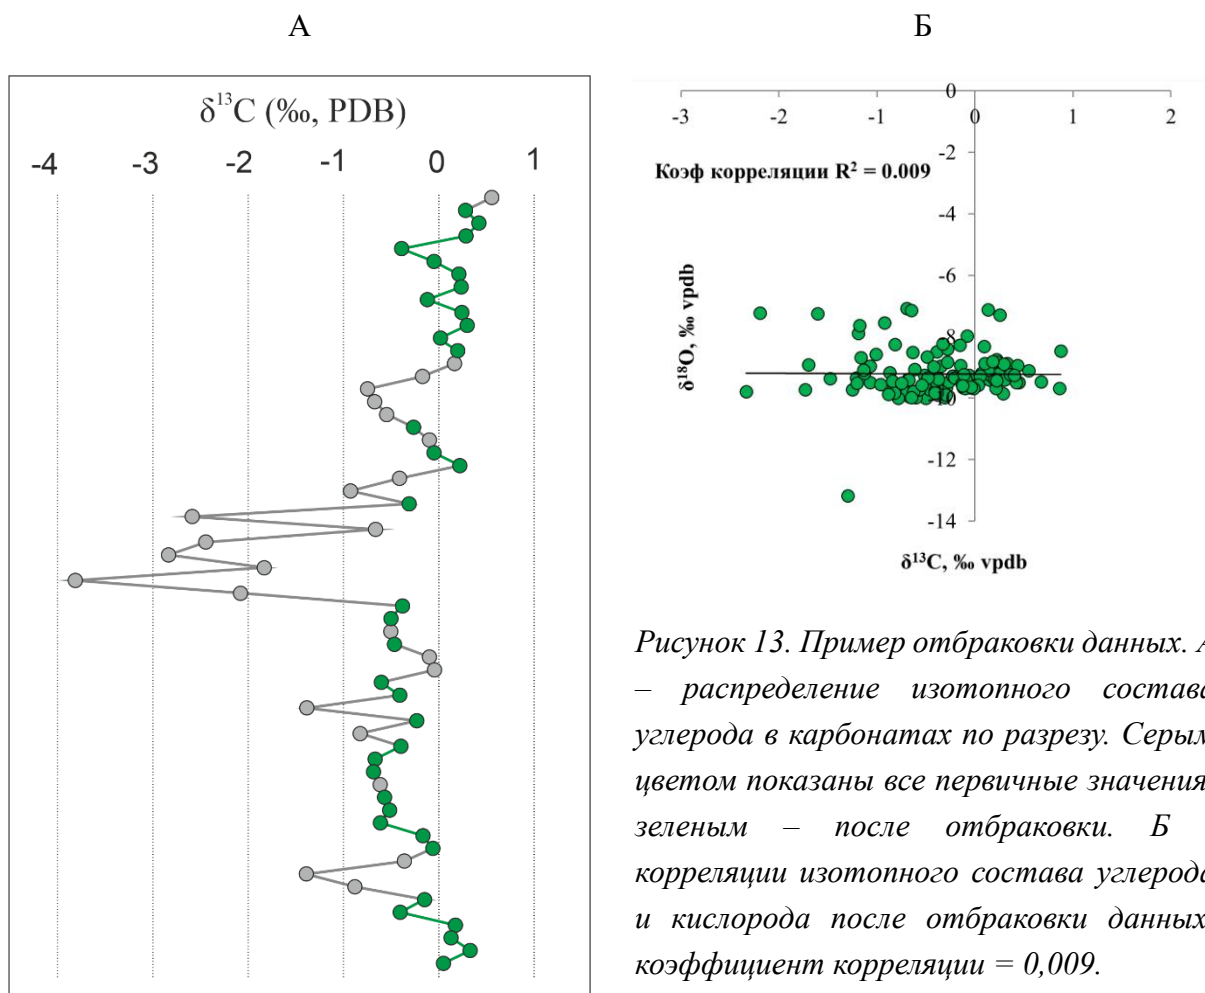 А
Б
δ¹³C (‰, PDB)
-4 -3 -2 -1 0 1
0
-3 -2 -1 0 1 2
-2
Коэф корреляции R² = 0.009
-4
-6
δ¹⁸O, ‰ vpdb
-12
-14
δ¹³C, ‰ vpdb
Рисунок 13. Пример отбраковки данных. А
– распределение изотопного состава
углерода в карбонатах по разрезу. Серым
цветом показаны все первичные значения
зеленым – после отбраковки. Б
корреляции изотопного состава углерода
и кислорода после отбраковки данных
коэффициент корреляции = 0,009.